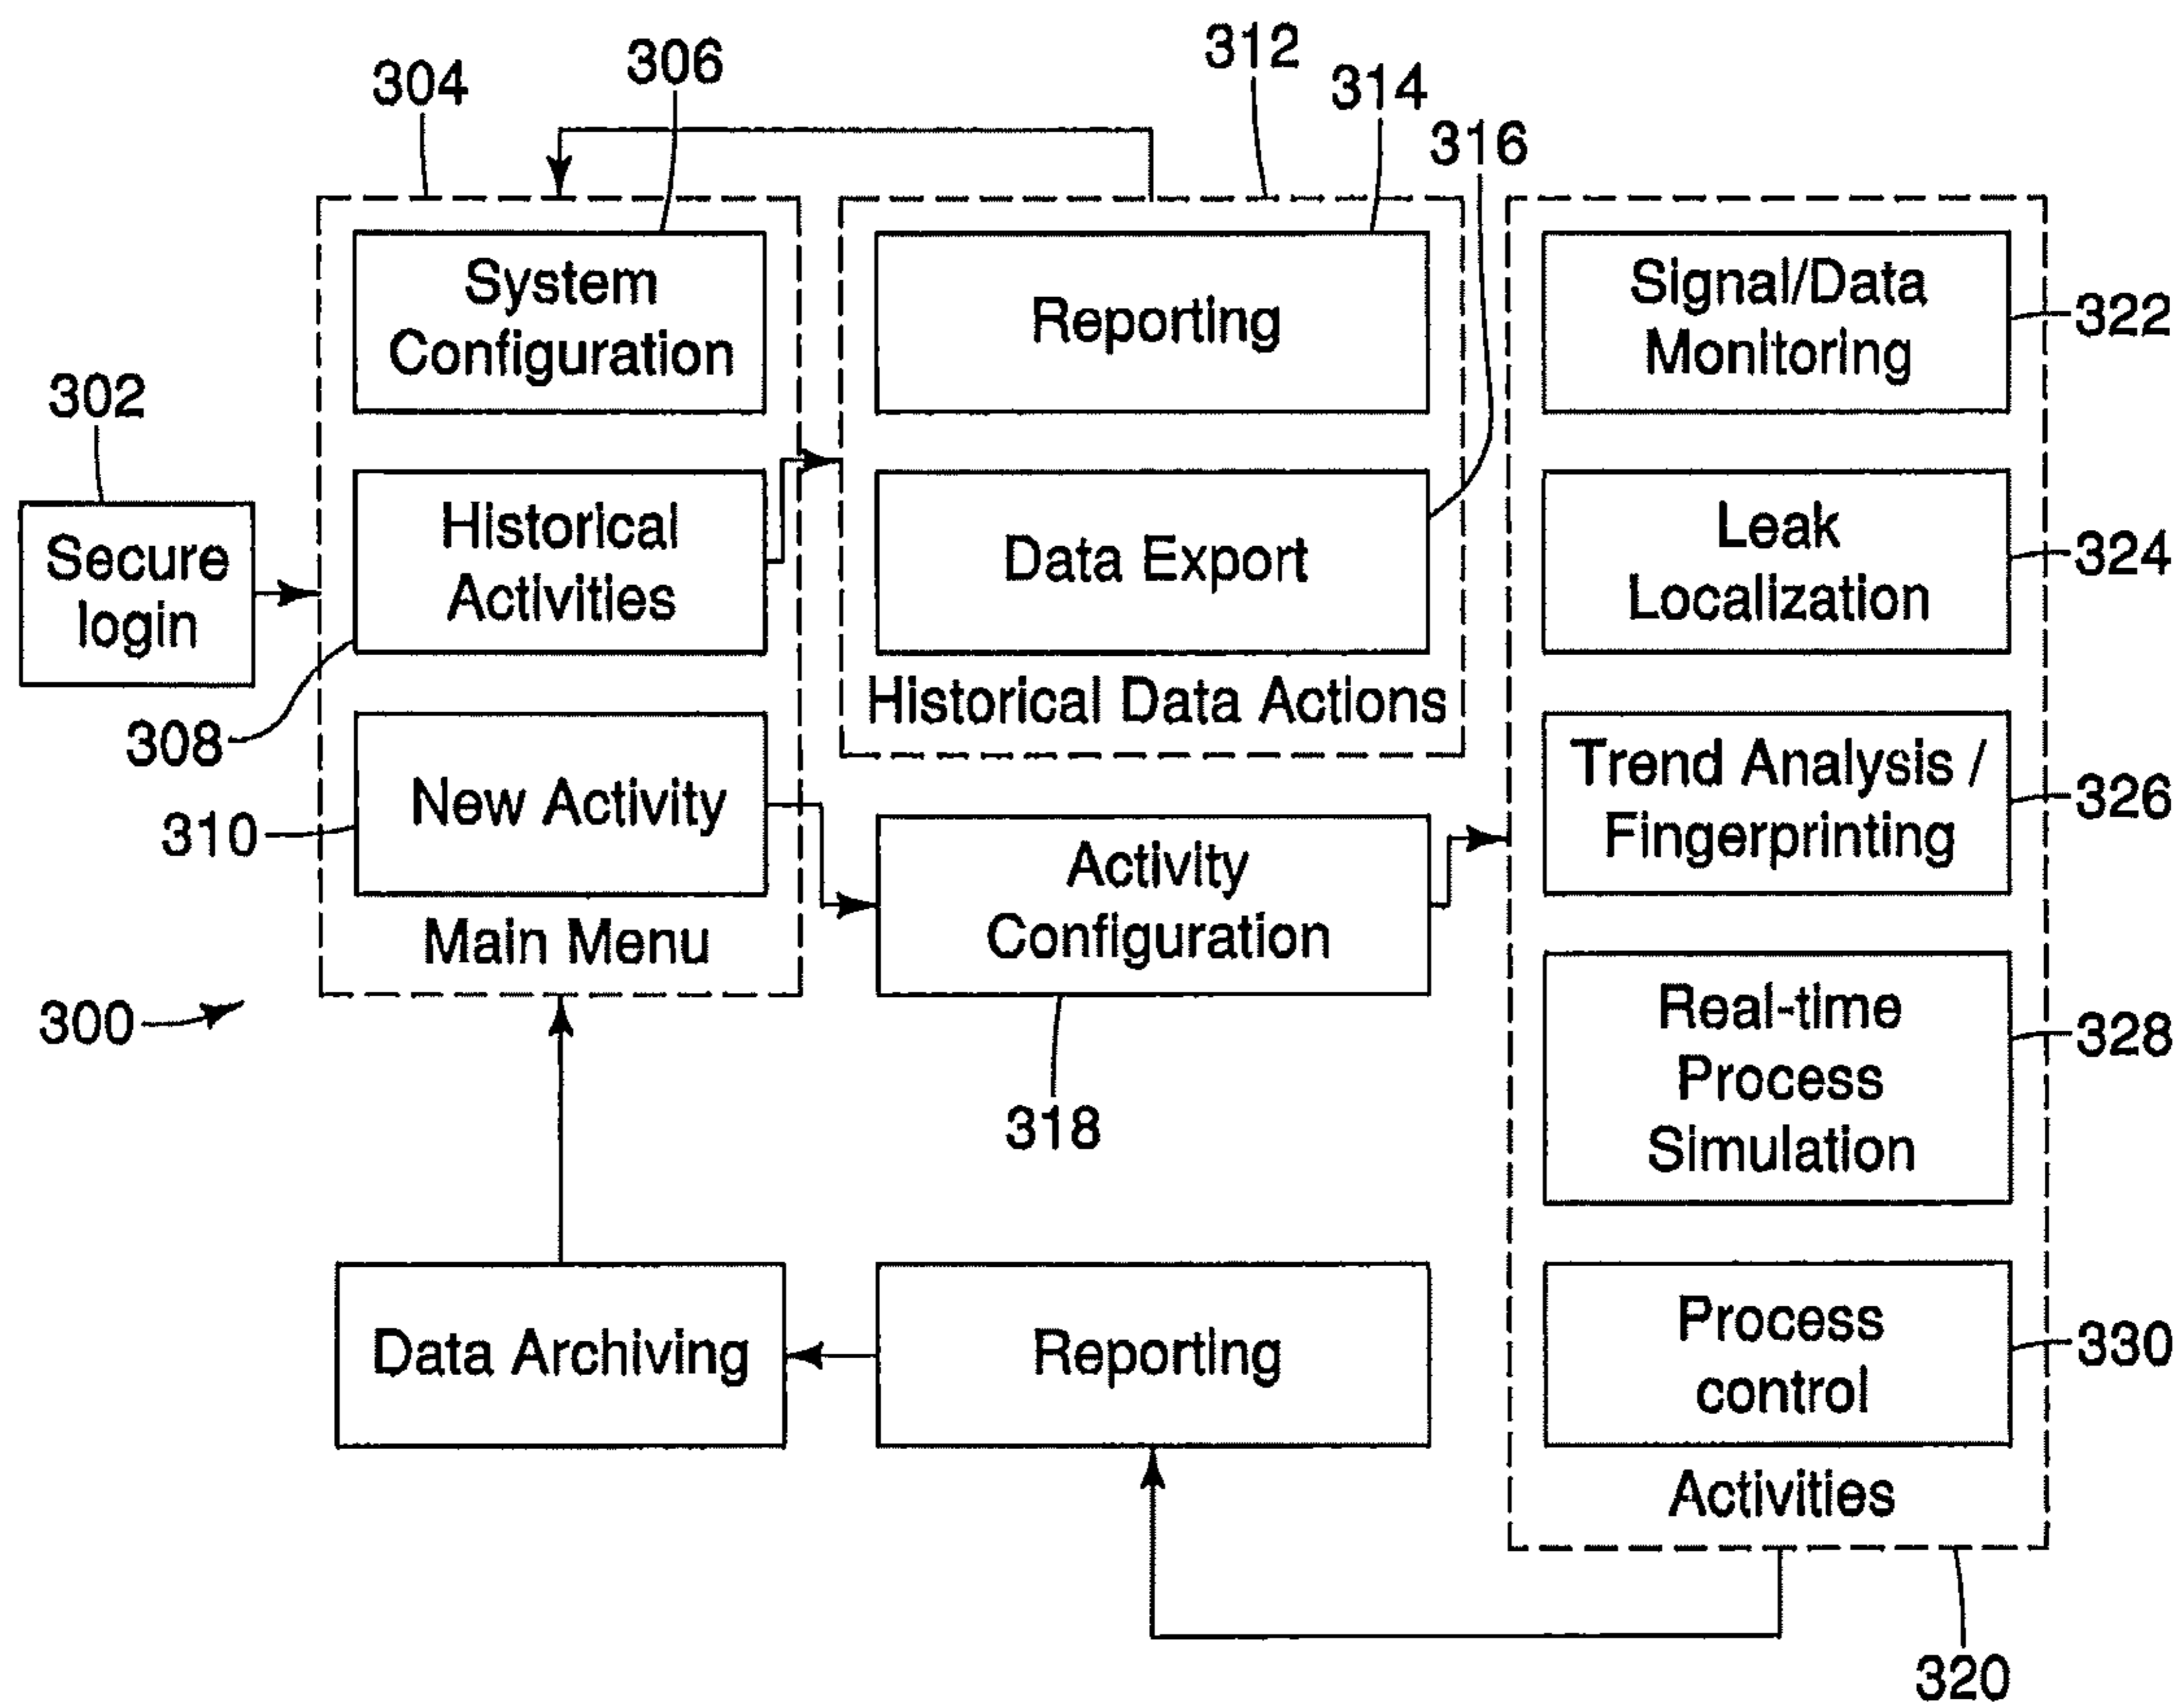 312
306
304
314
316
System
Configuration
Reporting
Signal/Data
Monitoring
322
302
Secure
login
Historical
Activities
Data Export
Leak
Localization
324
308
Historical Data Actions
310
New Activity
Trend Analysis /
Fingerprinting
326
Activity
Configuration
Main Menu
300
318
Real-time
Process
Simulation
328
Data Archiving
Reporting
Process
control
330
Activities
320